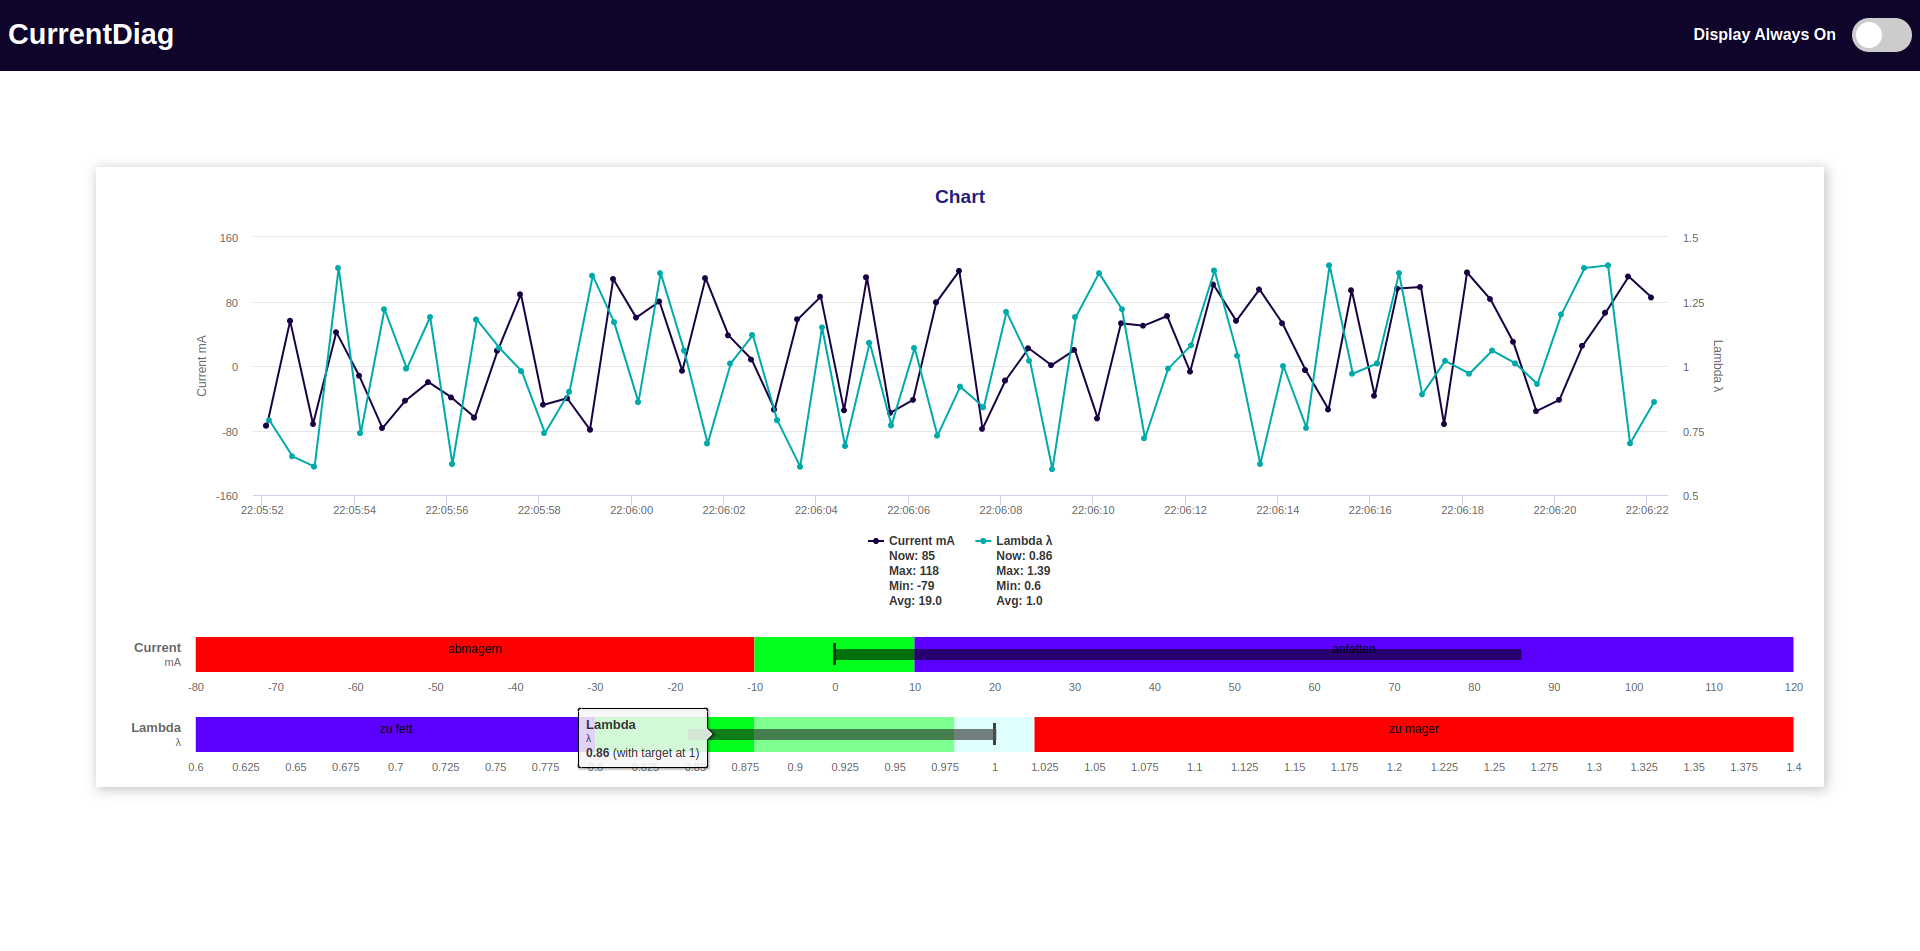 CurrentDiag
Display Always On
Chart
160
80
0
-80
-160
Current mA
1.5
1.25
1
0.75
0.5
Lambda λ
22:05:52 22:05:54 22:05:56 22:05:58 22:06:00 22:06:02 22:06:04 22:06:06 22:06:08 22:06:10 22:06:12 22:06:14 22:06:16 22:06:18 22:06:20 22:06:22
Current mA
Now: 85
Max: 118
Min: -79
Avg: 19.0
Lambda λ
Now: 0.86
Max: 1.39
Min: 0.6
Avg: 1.0
Current
mA
abmagern
anfetten
-80 -70 -60 -50 -40 -30 -20 -10 0 10 20 30 40 50 60 70 80 90 100 110 120
Lambda
λ
zu fett
zu mager
Lambda
λ
0.86 (with target at 1)
0.6 0.625 0.65 0.675 0.7 0.725 0.75 0.775 0.8 0.825 0.85 0.875 0.9 0.925 0.95 0.975 1 1.025 1.05 1.075 1.1 1.125 1.15 1.175 1.2 1.225 1.25 1.275 1.3 1.325 1.35 1.375 1.4